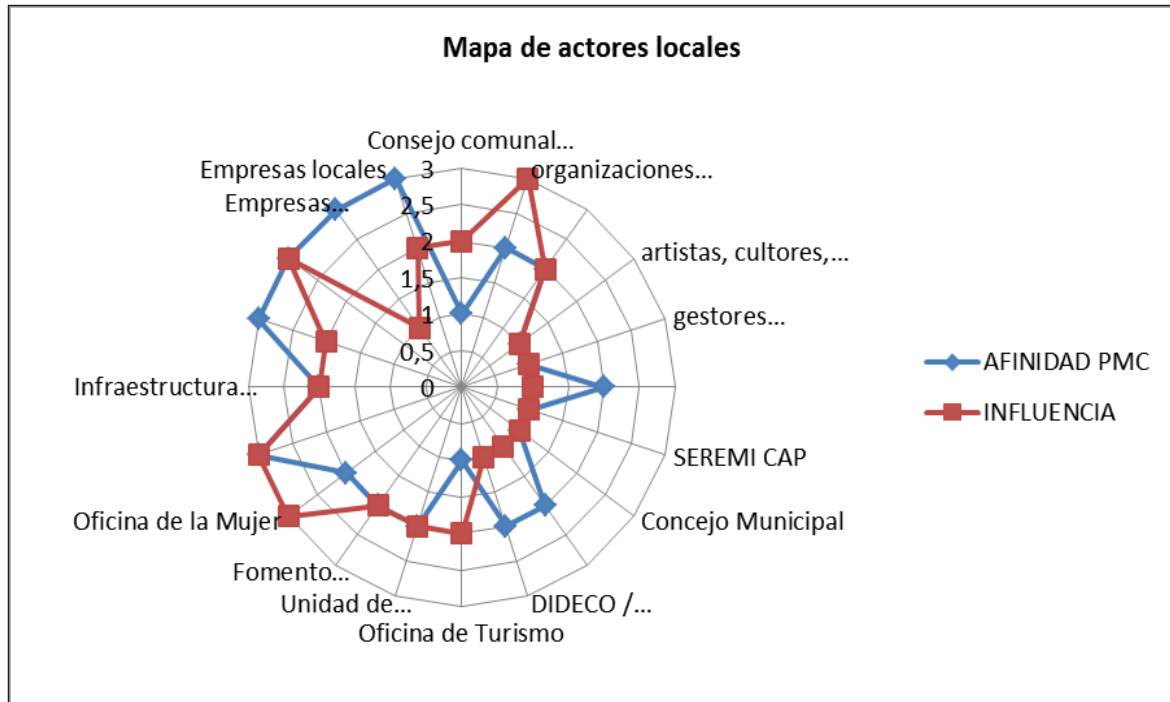 Mapa de actores locales
Consejo comunal...
organizaciones...
artistas, cultores,...
gestores...
SEREMI CAP
Concejo Municipal
DIDECO /...
Oficina de Turismo
Unidad de...
Fomento...
Oficina de la Mujer
Infraestructura...
Empresas...
Empresas locales
3
2,5
2
1,5
1
0,5
0
AFINIDAD PMC
INFLUENCIA